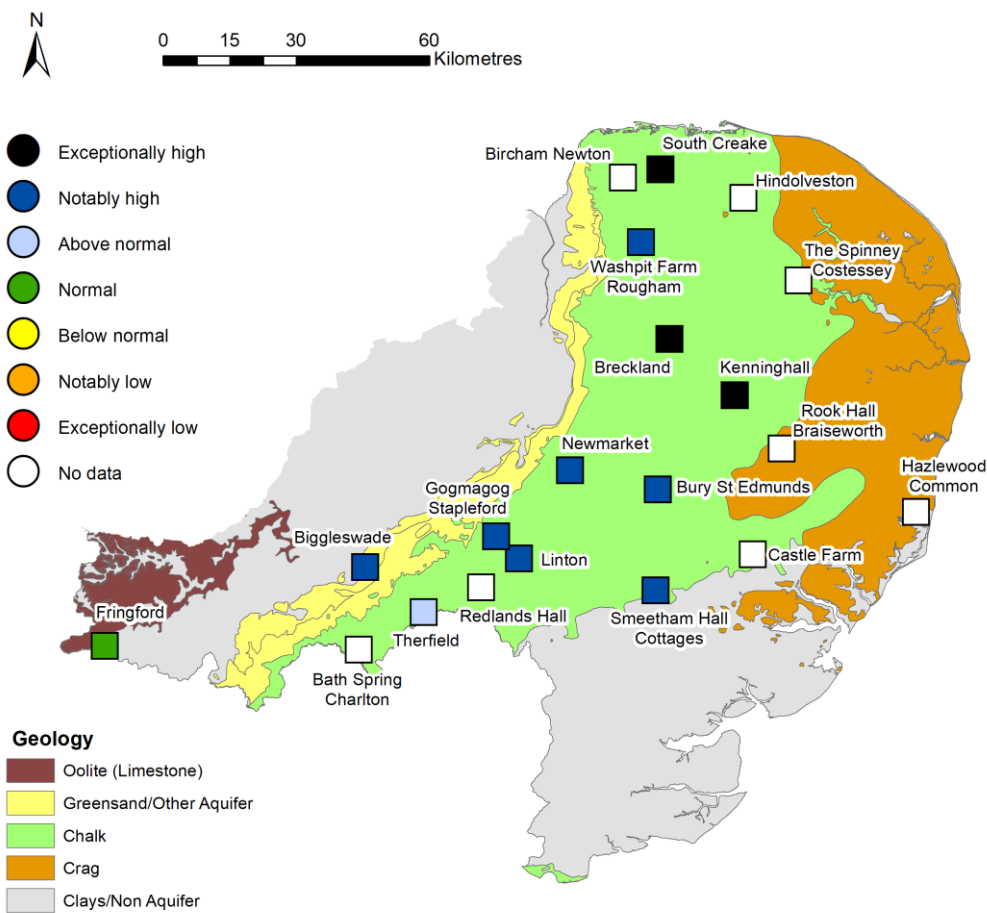 N
0 15 30 60
Kilometres
Exceptionally high
Notably high
Above normal
Normal
Below normal
Notably low
Exceptionally low
No data
Bircham Newton
South Creake
Hindolveston
Washpit Farm
Rougham
The Spinney
Costessey
Breckland
Kenninghall
Rook Hall
Braiseworth
Newmarket
Hazlewood
Common
Bury St Edmunds
Gogmagog
Stapleford
Biggleswade
Linton
Castle Farm
Fringford
Therfield
Redlands Hall
Smeetham Hall
Cottages
Bath Spring
Charlton
Geology
Oolite (Limestone)
Greensand/Other Aquifer
Chalk
Crag
Clays/Non Aquifer